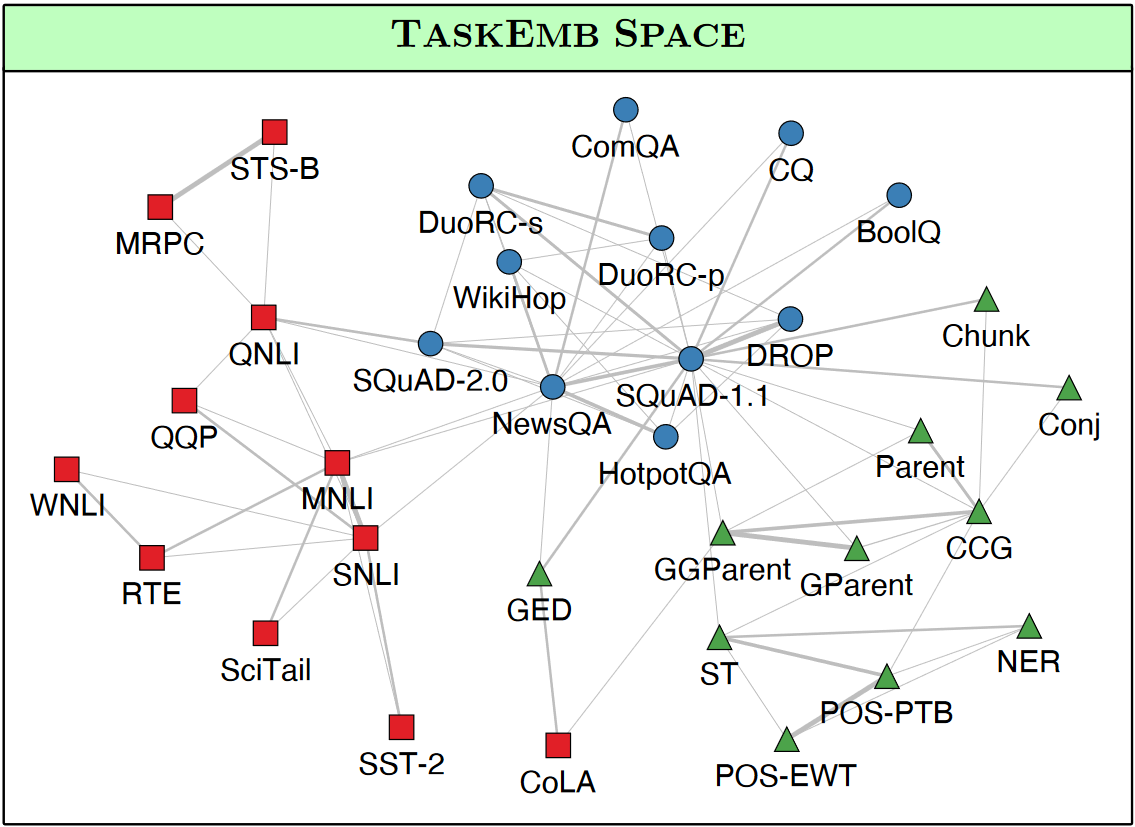 TASKEMB SPACE
ComQA
STS-B
CQ
DuoRC-s
BoolQ
MRPC
DuoRC-p
WikiHop
Chunk
QNLI
DROP
SQuAD-2.0
SQuAD-1.1
NewsQA
Conj
QQP
Parent
HotpotQA
WNLI
MNLI
CCG
SNLI
GGParent
GParent
RTE
GED
NER
SciTail
ST
POS-PTB
SST-2
POS-EWT
CoLA